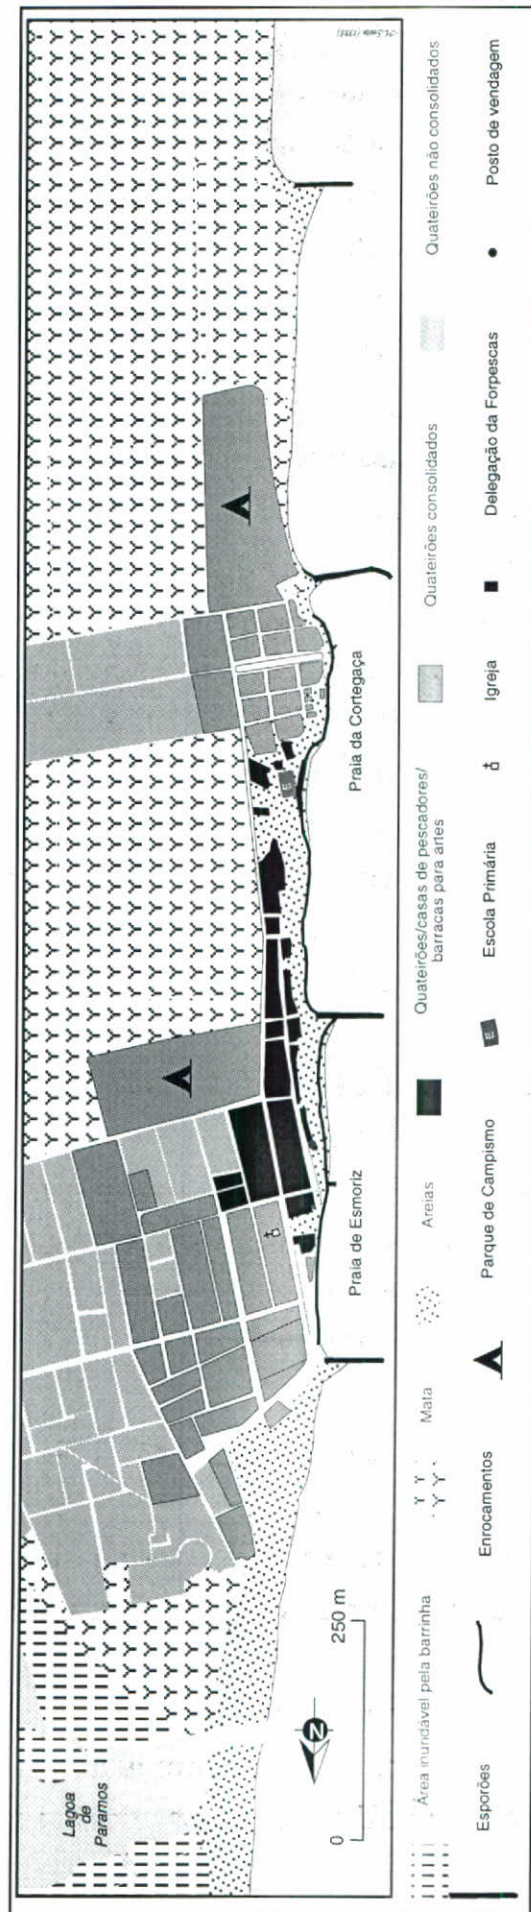 Lagoa
de
Paramos
0
250 m
N
Praia de Esmoriz
Praia da Cortegaça
E
(1998)
Área inundável pela barrinha
Mata
Areias
Quateirões/casas de pescadores/
barracas para artes
Quateirões consolidados
Quateirões não consolidados
Esporões
Enrocamentos
Parque de Campismo
E
Escola Primária
Igreja
Delegação da Forpescas
Posto de vendagem